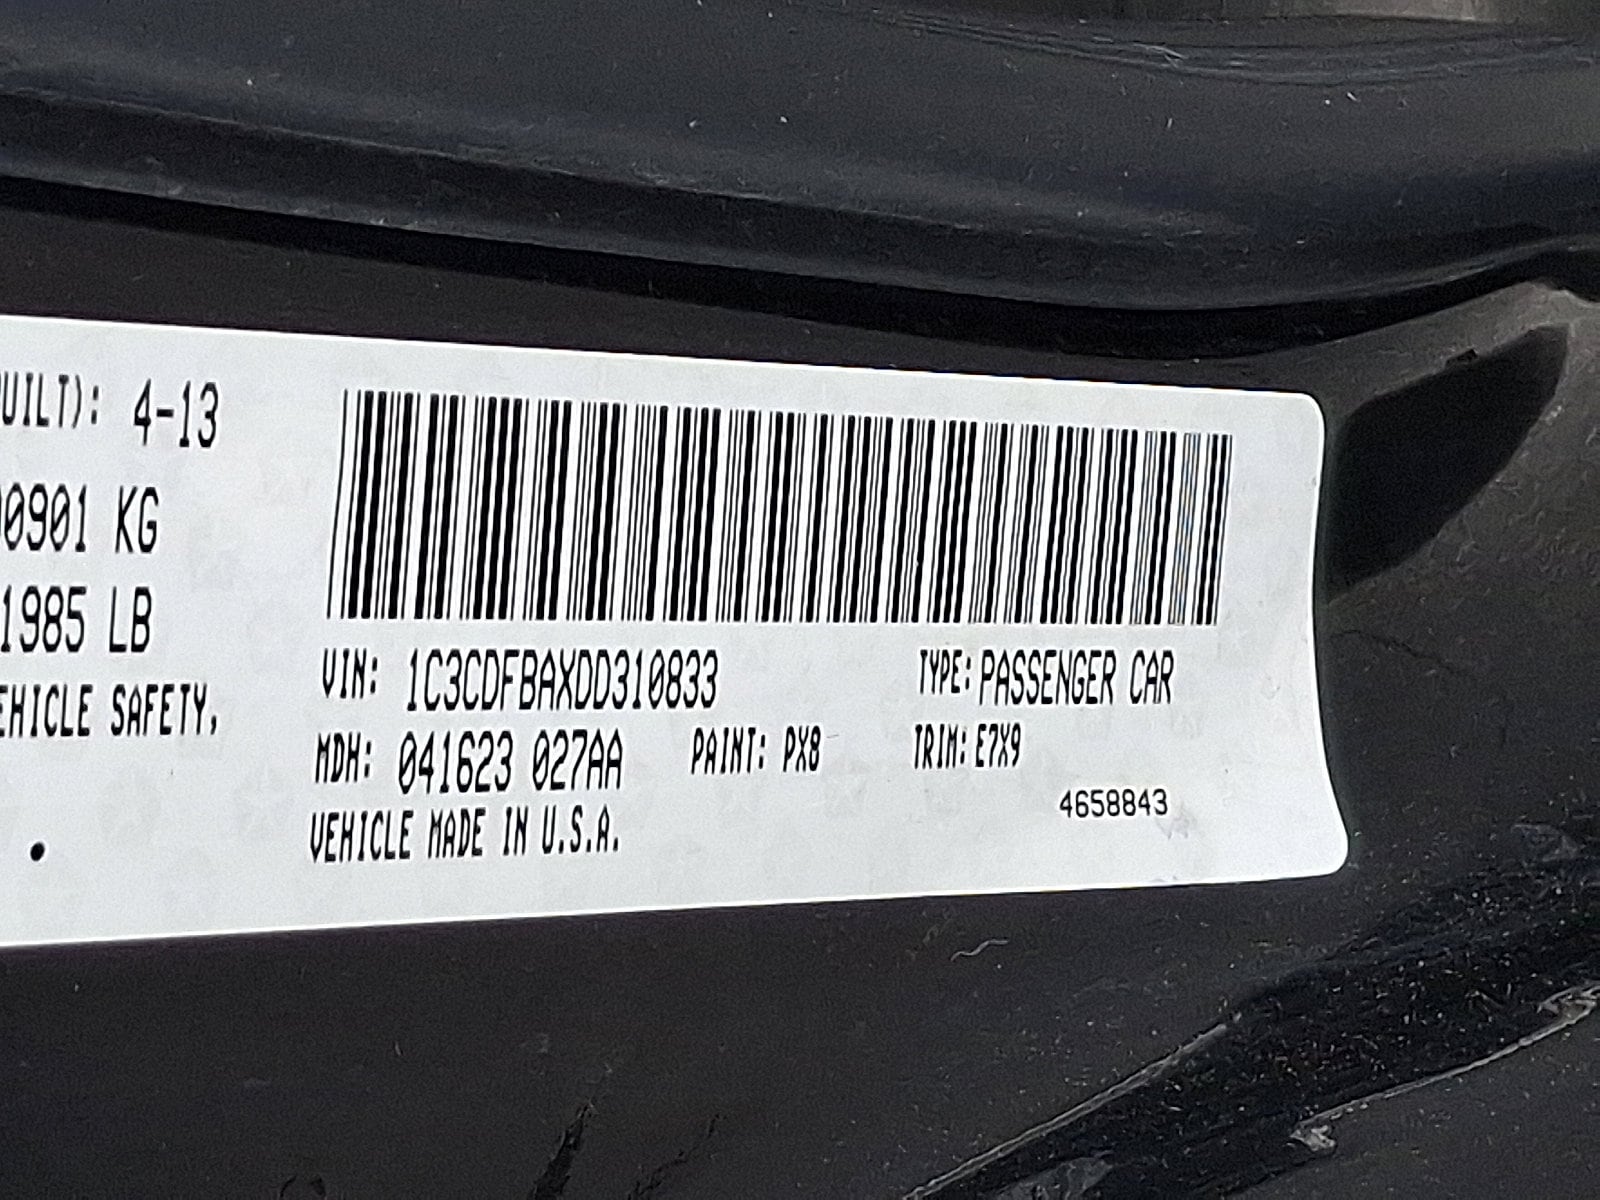 UILT): 4-13
0901 KG
1985 LB
EHICLE SAFETY,
.
VIN: 1C3CDFBAXDD310833 TYPE: PASSENGER CAR
MDH: 041623 027AA PAINT: PX8 TRIM: E7X9
4658843
VEHICLE MADE IN U.S.A.